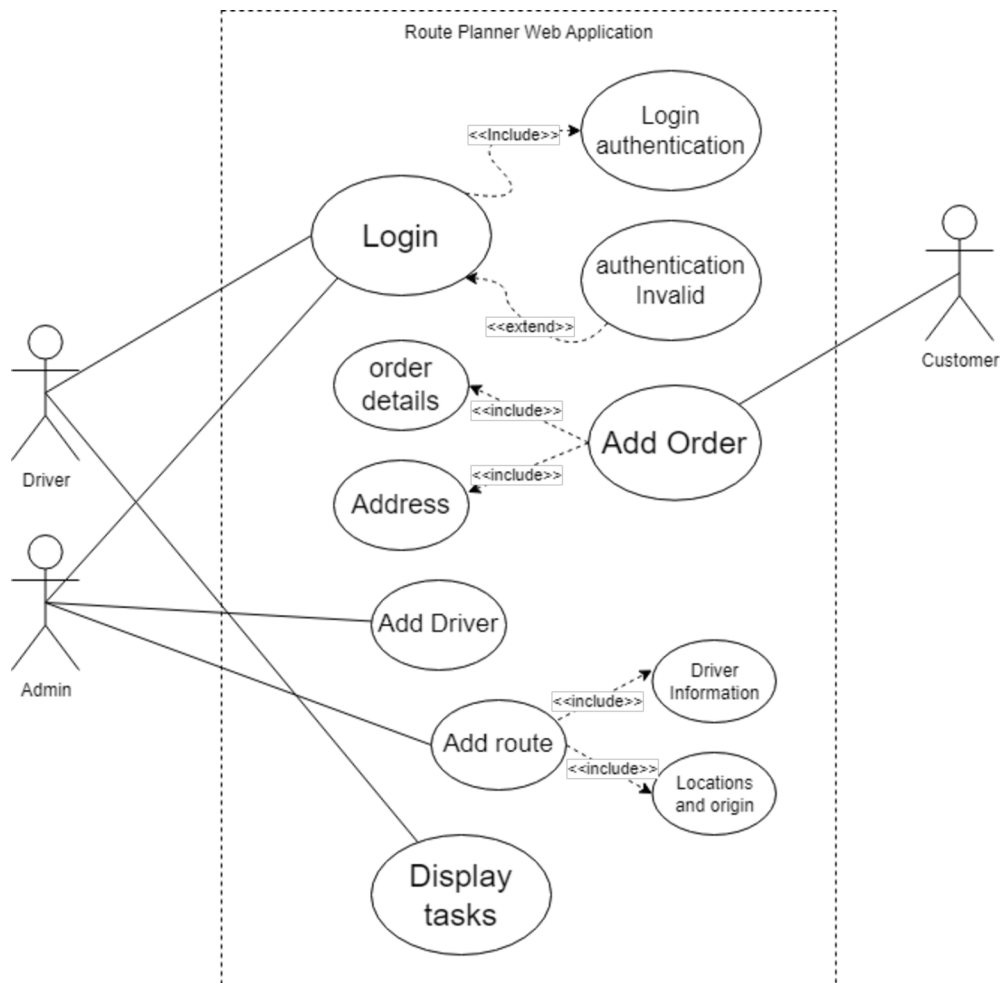 Route Planner Web Application
Login
authentication
<<Include>>
Login
authentication
Invalid
<<extend>>
Customer
order
details
<<include>>
Add Order
<<include>>
Address
Driver
Add Driver
Admin
Driver
Information
<<include>>
Add route
<<include>>
Locations
and origin
Display
tasks